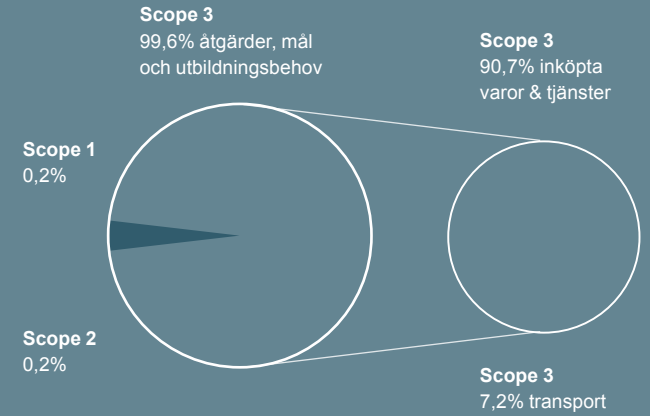 Scope 3
99,6% åtgärder, mål
och utbildningsbehov
Scope 3
90,7% inköpta
varor & tjänster
Scope 1
0,2%
Scope 2
0,2%
Scope 3
7,2% transport